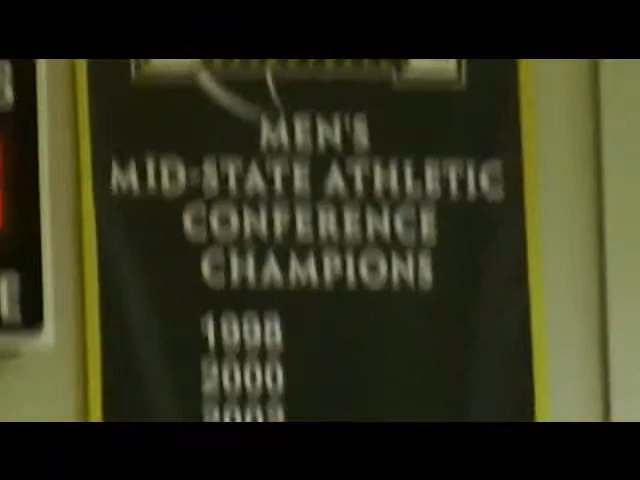 MEN'S
MID-STATE ATHLETIC
CONFERENCE
CHAMPIONS
1998
2000